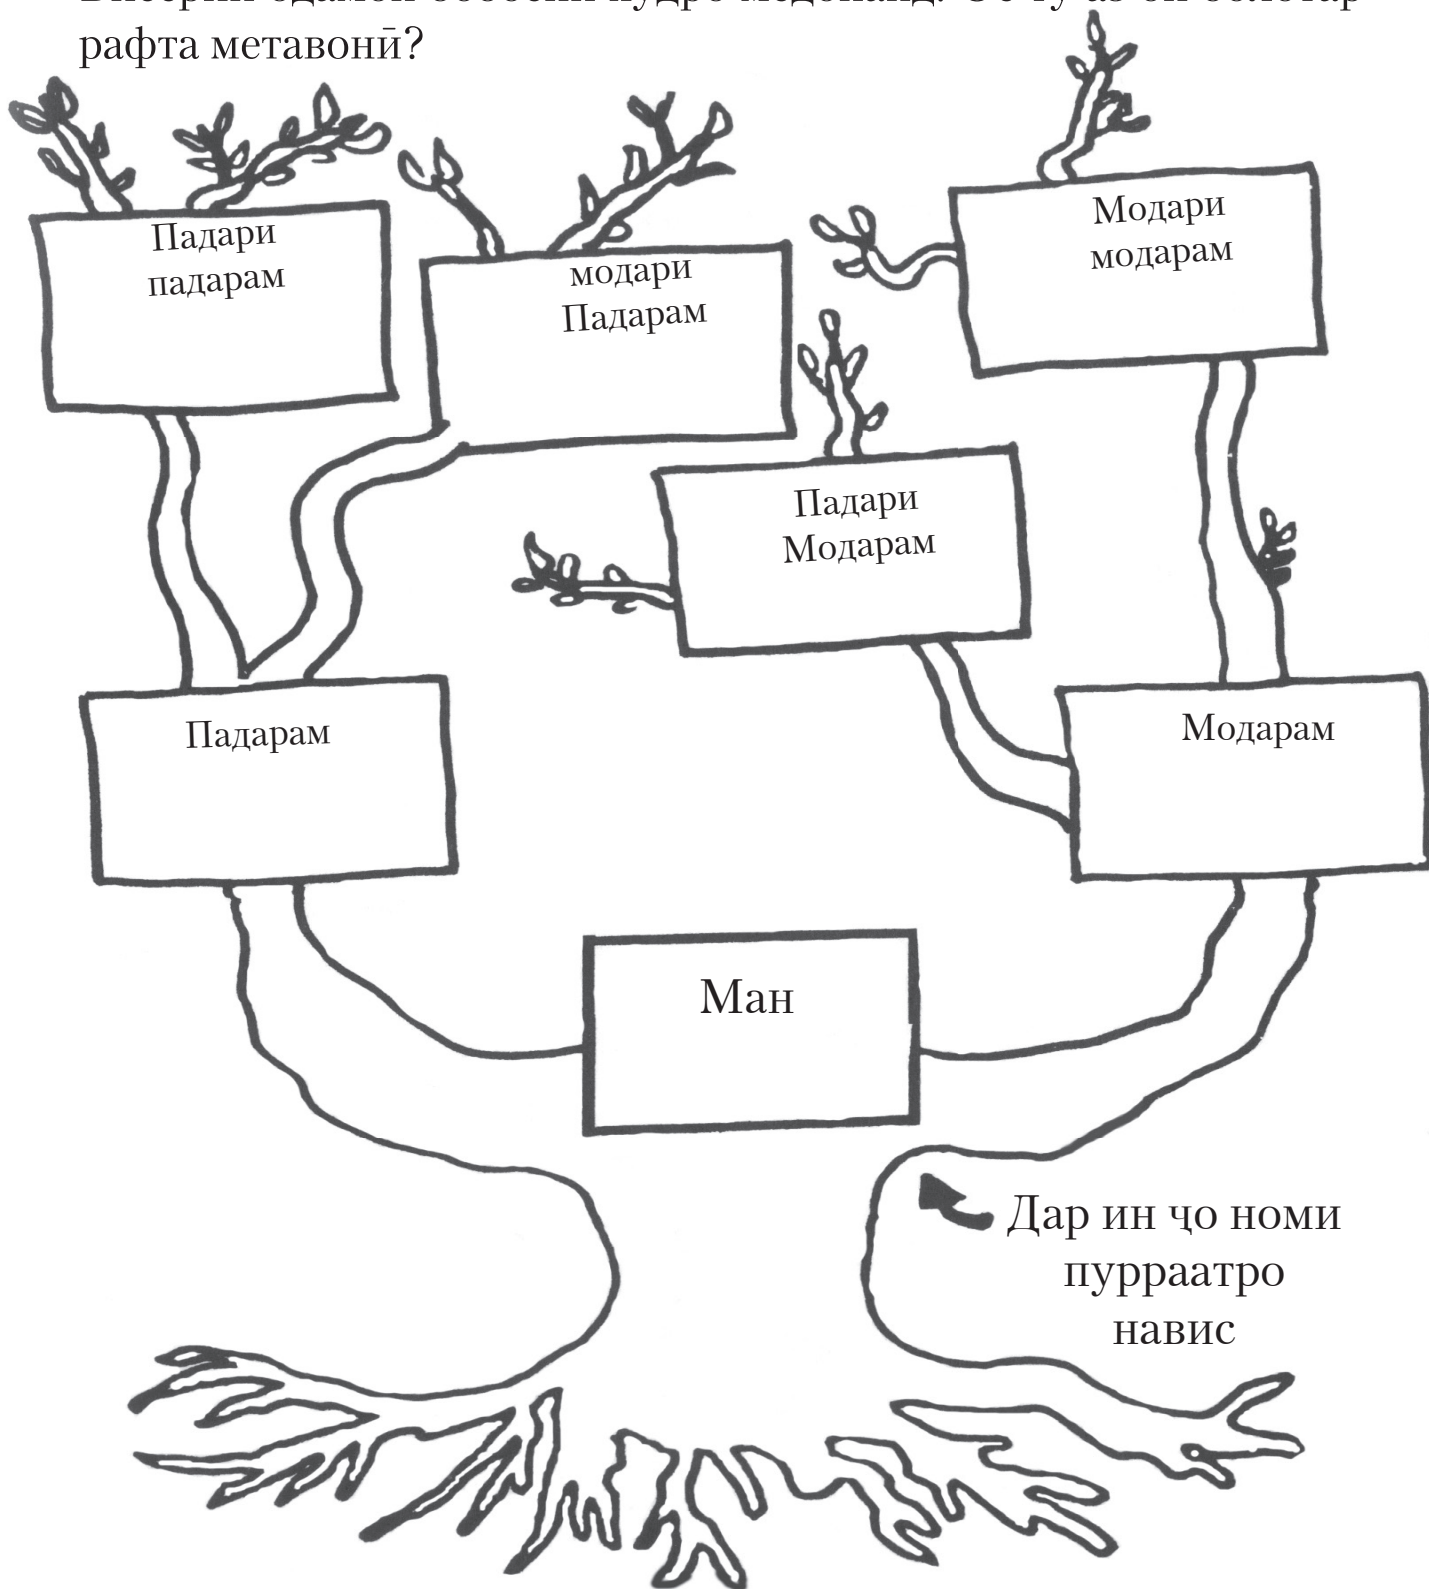 рафта метавонӣ?
Модари
модарам
Падари
падарам
модари
Падарам
Падари
Модарам
Падарам
Модарам
Ман
Дар ин ҷо номи
пурраатро
навис